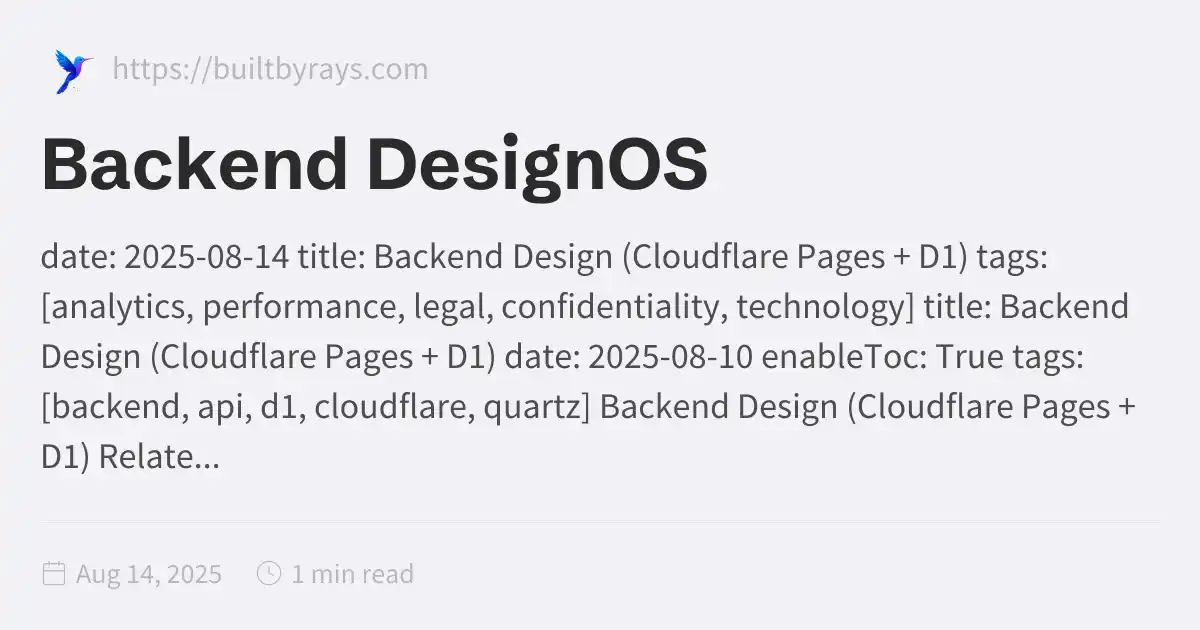 https://builtbyrays.com
Backend DesignOS
date: 2025-08-14 title: Backend Design (Cloudflare Pages + D1) tags:
[analytics, performance, legal, confidentiality, technology] title: Backend
Design (Cloudflare Pages + D1) date: 2025-08-10 enableToc: True tags:
[backend, api, d1, cloudflare, quartz] Backend Design (Cloudflare Pages +
D1) Relate...
Aug 14, 2025 1 min read